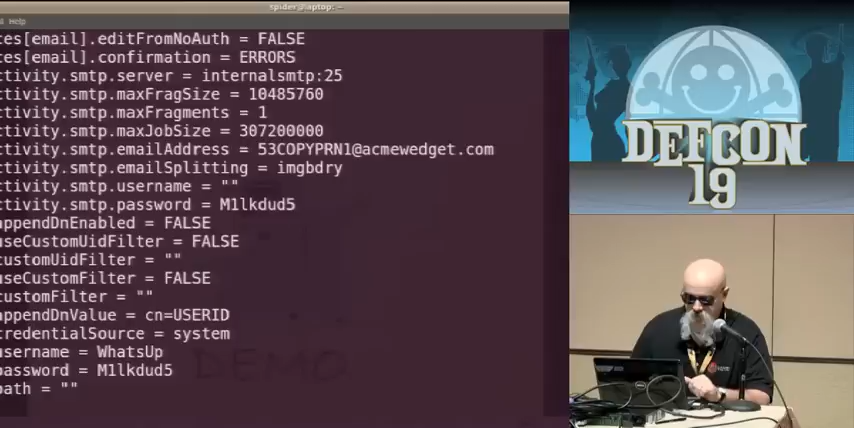 spider@laptop: ~
Help
ces[email].editFromNoAuth = FALSE
ces[email].confirmation = ERRORS
ctivity.smtp.server = internalsmtp:25
ctivity.smtp.maxFragSize = 10485760
ctivity.smtp.maxFragments = 1
ctivity.smtp.maxJobSize = 307200000
ctivity.smtp.emailAddress = 53COPYPRN1@acmewedget.com
ctivity.smtp.emailSplitting = imgbdry
ctivity.smtp.username = ""
ctivity.smtp.password = M1lkdud5
appendDnEnabled = FALSE
useCustomUidFilter = FALSE
customUidFilter = ""
useCustomFilter = FALSE
customFilter = ""
appendDnValue = cn=USERID
credentialSource = system
username = WhatsUp
password = M1lkdud5
path = ""
DEMO
DEFCON
19
DELL